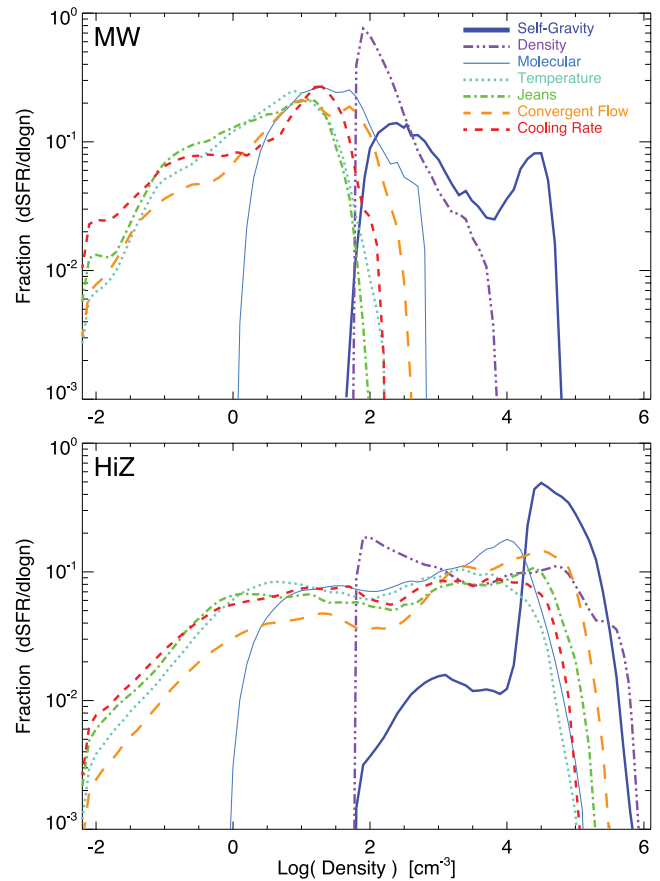 MW
Self-Gravity
Density
Molecular
Temperature
Jeans
Convergent Flow
Cooling Rate
Fraction (dSFR/dlogn)
10^0
10^-1
10^-2
10^-3
-2 0 2 4 6
HiZ
Fraction (dSFR/dlogn)
10^0
10^-1
10^-2
10^-3
-2 0 2 4 6
Log( Density ) [cm^-3]